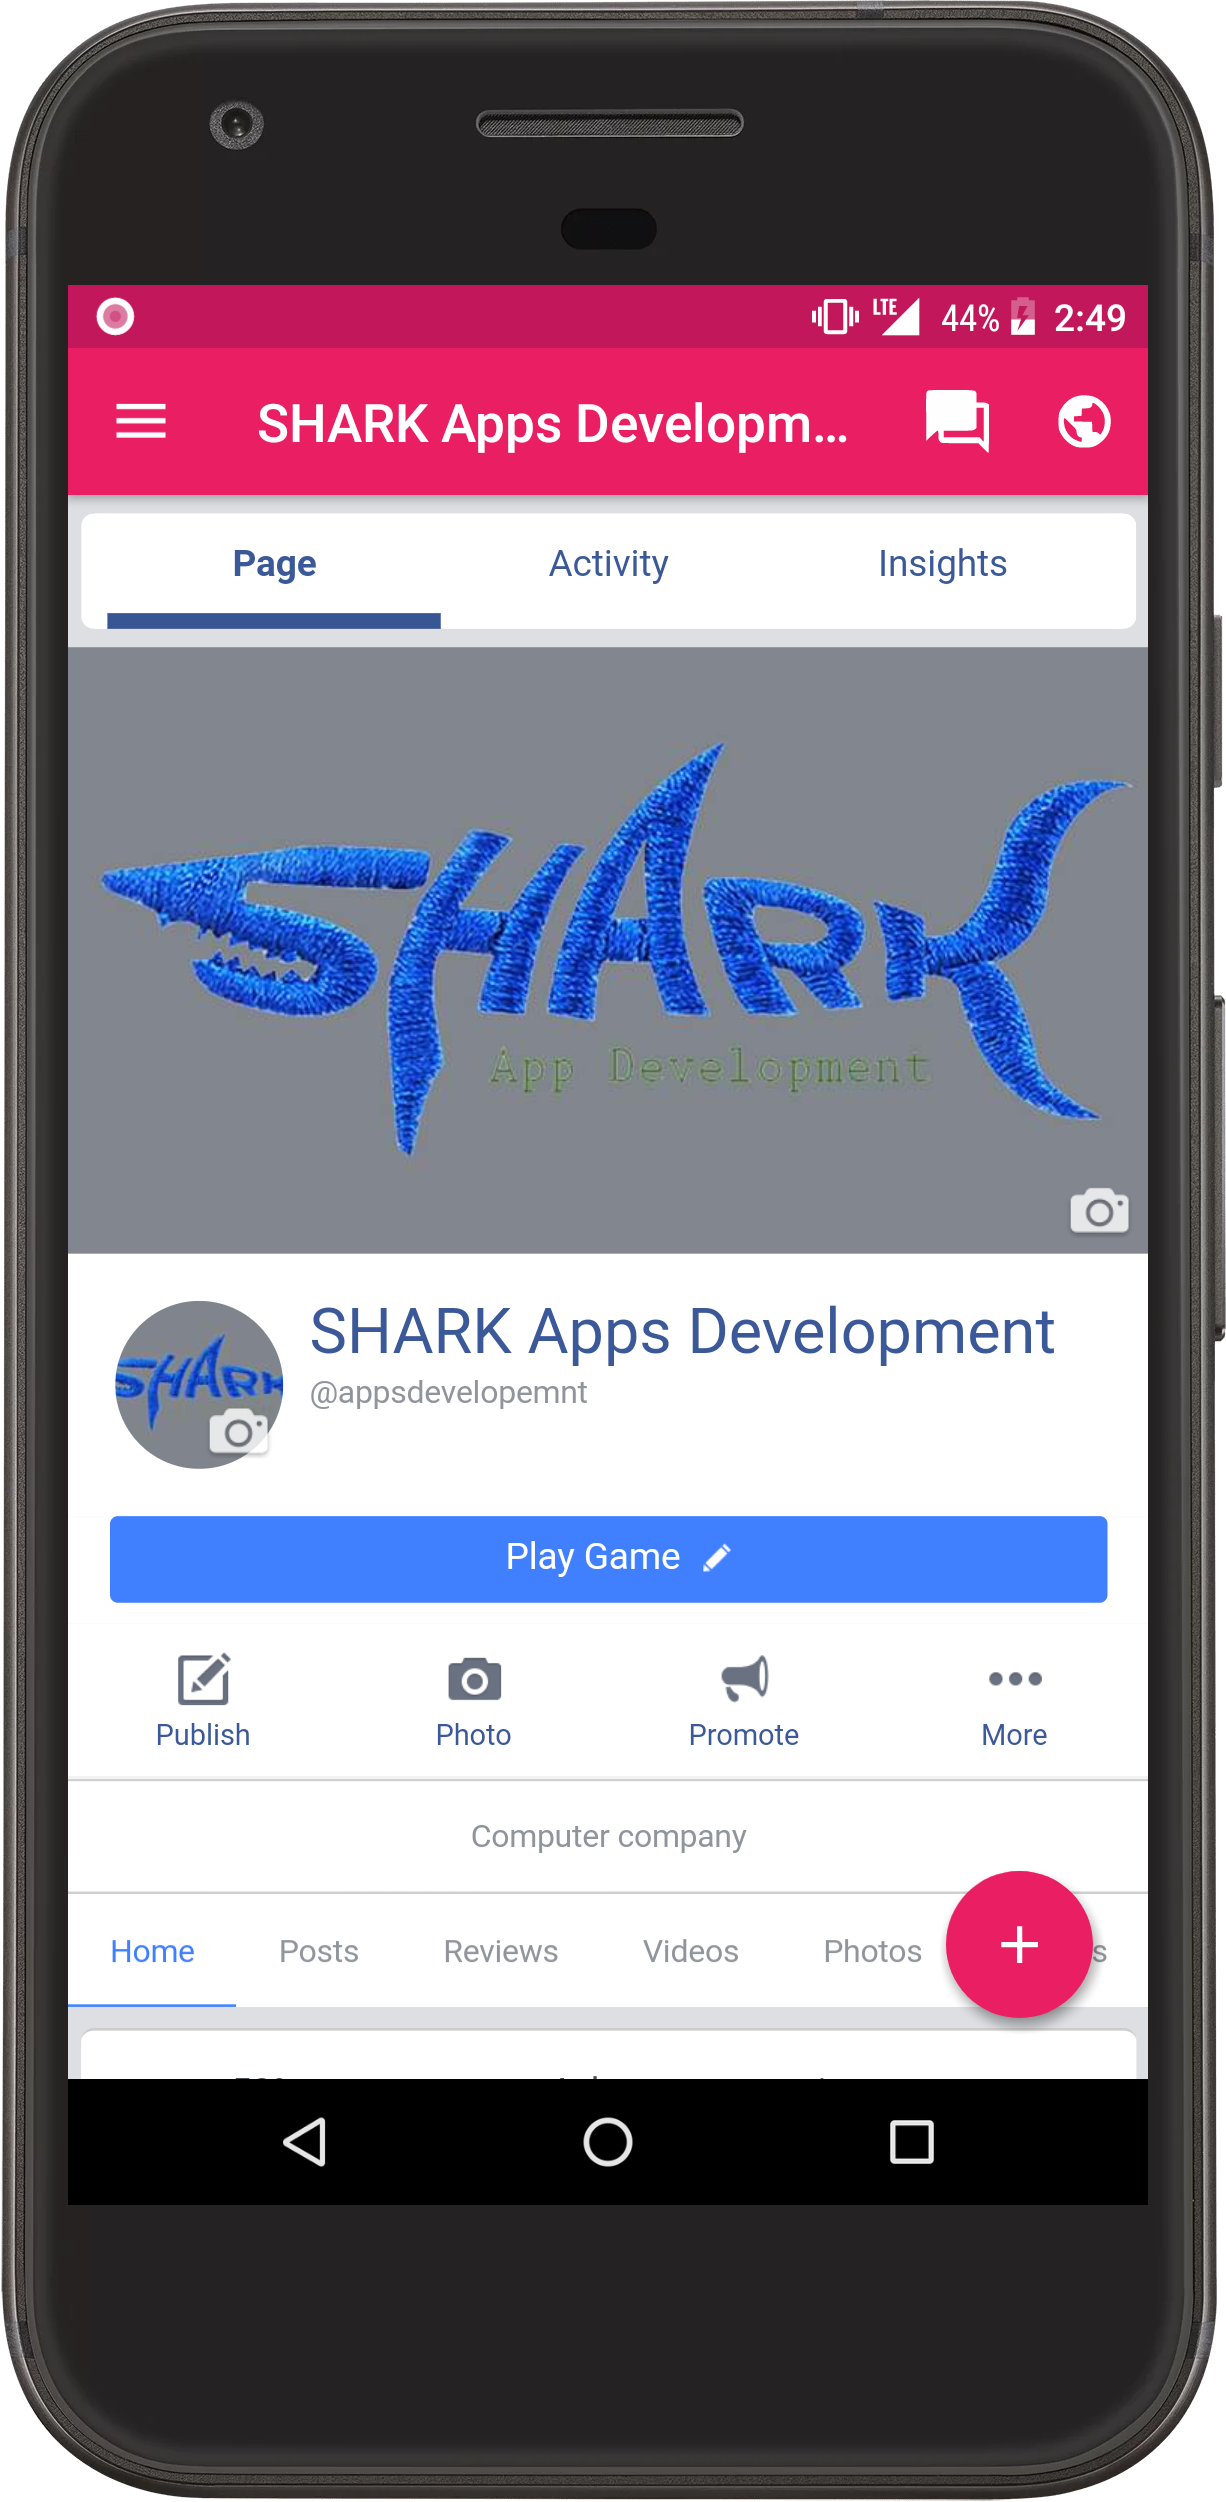 LTE 44% 2:49
SHARK Apps Developm...
Page Activity Insights
SHARK
App Development
SHARK Apps Development
@appsdevelopemnt
SHARK
Play Game
Publish Photo Promote More
Computer company
Home Posts Reviews Videos Photos